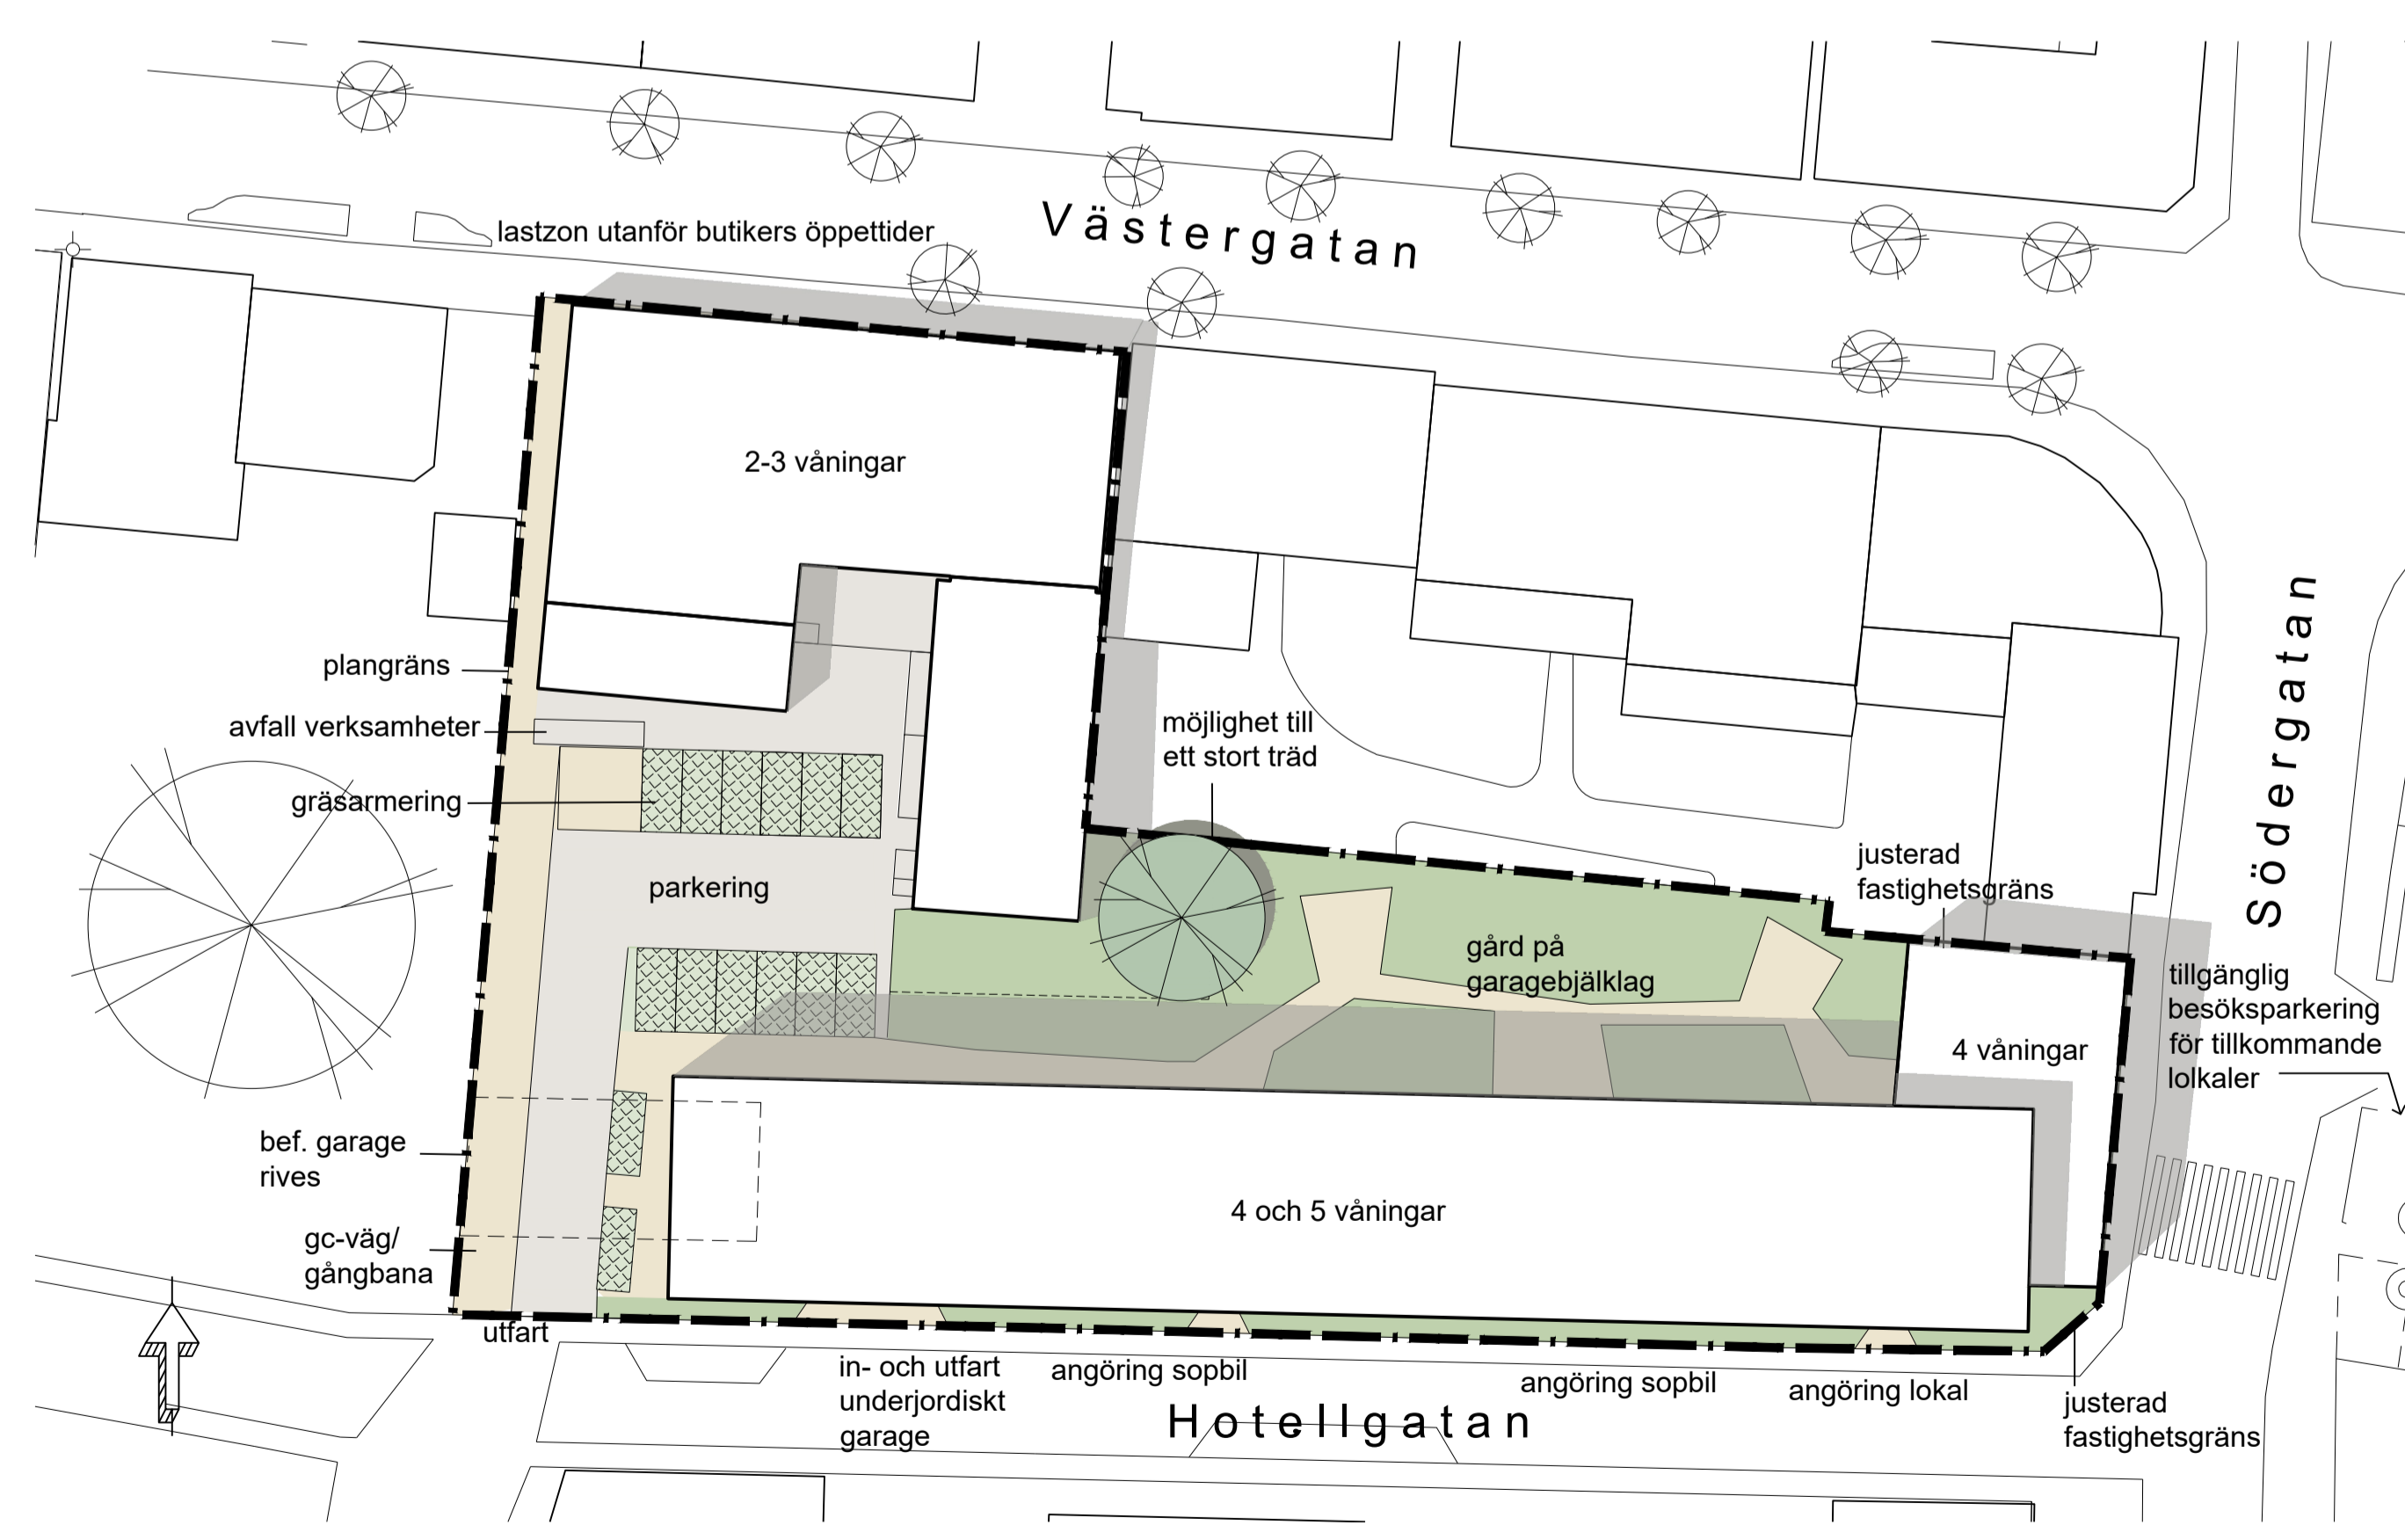 lastzon utanför butikers öppettider
Västergatan
2-3 våningar
Södergatan
plangräns
avfall verksamheter
gräsarmering
möjlighet till
ett stort träd
parkering
justerad
fastighetsgräns
gård på
garagebjälklag
tillgänglig
besöksparkering
för tillkommande
lolkaler
4 våningar
bef. garage
rives
4 och 5 våningar
gc-väg/
gångbana
utfart
in- och utfart
underjordiskt
garage
angöring sopbil
angöring sopbil
angöring lokal
justerad
fastighetsgräns
Hotellgatan